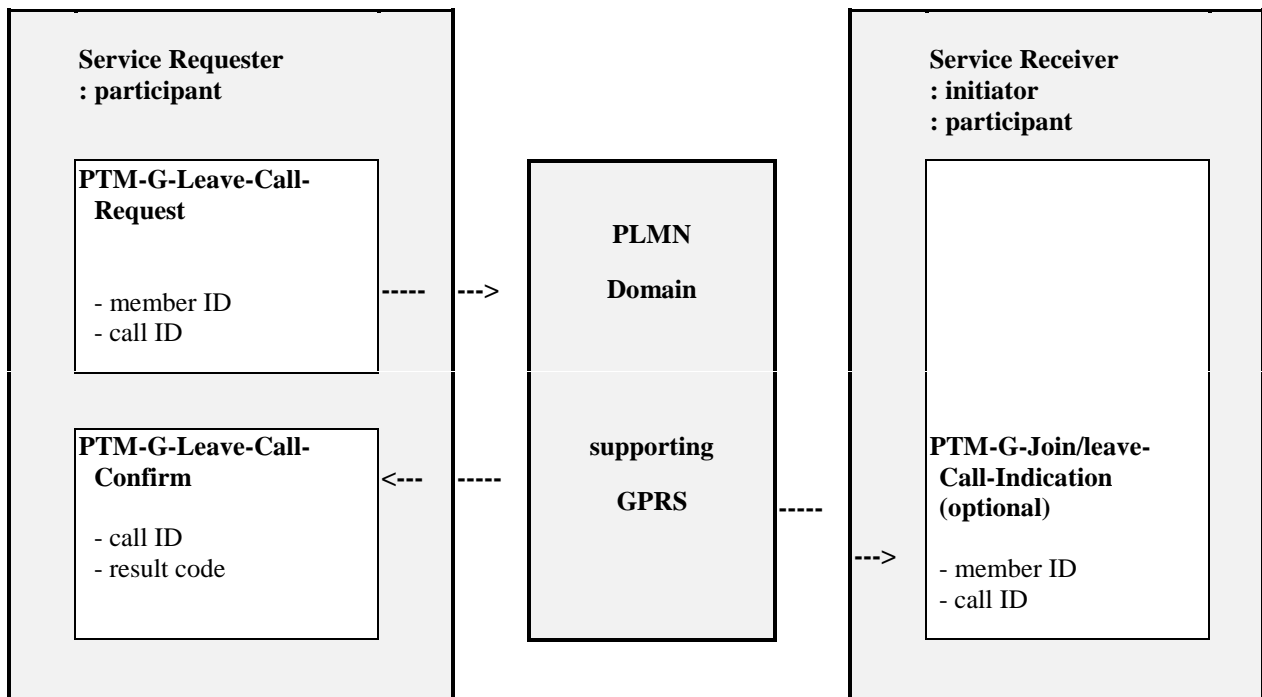 Service Requester
: participant
PTM-G-Leave-Call-
Request
- member ID
- call ID
----- --->
PTM-G-Leave-Call-
Confirm
- call ID
- result code
<--- -----
PLMN
Domain
supporting
GPRS
-----
--->
Service Receiver
: initiator
: participant
PTM-G-Join/leave-
Call-Indication
(optional)
- member ID
- call ID